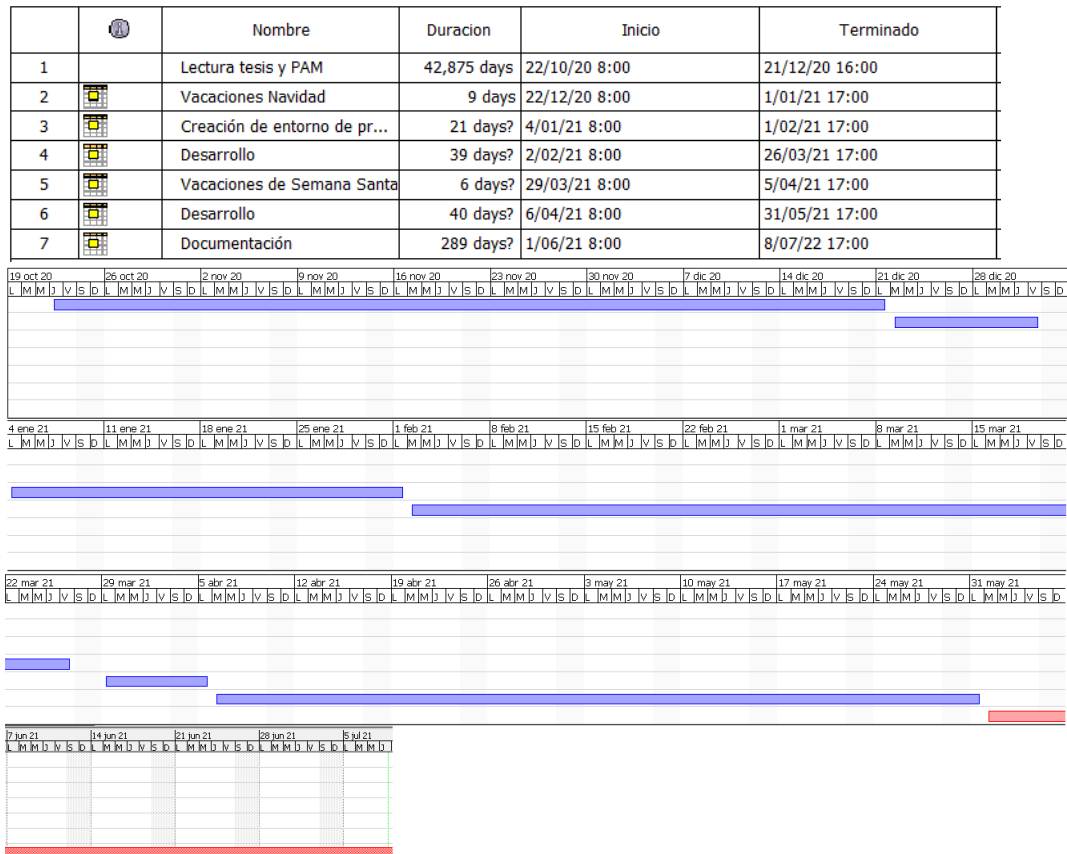 Nombre Duracion Inicio Terminado
1 Lectura tesis y PAM 42,875 days 22/10/20 8:00 21/12/20 16:00
2 Vacaciones Navidad 9 days 22/12/20 8:00 1/01/21 17:00
3 Creación de entorno de pr... 21 days? 4/01/21 8:00 1/02/21 17:00
4 Desarrollo 39 days? 2/02/21 8:00 26/03/21 17:00
5 Vacaciones de Semana Santa 6 days? 29/03/21 8:00 5/04/21 17:00
6 Desarrollo 40 days? 6/04/21 8:00 31/05/21 17:00
7 Documentación 289 days? 1/06/21 8:00 8/07/22 17:00
19 oct 20 26 oct 20 2 nov 20 9 nov 20 16 nov 20 23 nov 20 30 nov 20 7 dic 20 14 dic 20 21 dic 20 28 dic 20
L M M J V S D L M M J V S D L M M J V S D L M M J V S D L M M J V S D L M M J V S D L M M J V S D L M M J V S D L M M J V S D L M M J V S D L M M J V S D
4 ene 21 11 ene 21 18 ene 21 25 ene 21 1 feb 21 8 feb 21 15 feb 21 22 feb 21 1 mar 21 8 mar 21 15 mar 21
L M M J V S D L M M J V S D L M M J V S D L M M J V S D L M M J V S D L M M J V S D L M M J V S D L M M J V S D L M M J V S D L M M J V S D L M M J V S D
22 mar 21 29 mar 21 5 abr 21 12 abr 21 19 abr 21 26 abr 21 3 may 21 10 may 21 17 may 21 24 may 21 31 may 21
L M M J V S D L M M J V S D L M M J V S D L M M J V S D L M M J V S D L M M J V S D L M M J V S D L M M J V S D L M M J V S D L M M J V S D L M M J V S D
7 jun 21 14 jun 21 21 jun 21 28 jun 21 5 jul 21
L M M J V S D L M M J V S D L M M J V S D L M M J V S D L M M J